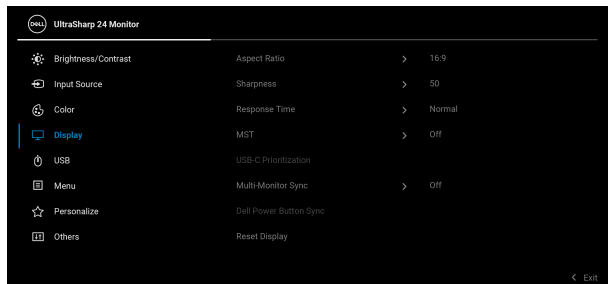 DELL UltraSharp 24 Monitor
Brightness/Contrast Aspect Ratio > 16:9
Input Source Sharpness > 50
Color Response Time > Normal
Display MST > Off
USB USB-C Prioritization
Menu Multi-Monitor Sync > Off
Personalize Dell Power Button Sync
Others Reset Display
< Exit